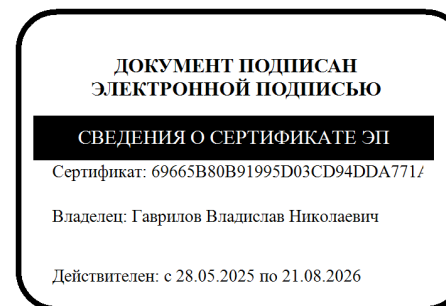 ДОКУМЕНТ ПОДПИСАН
ЭЛЕКТРОННОЙ ПОДПИСЬЮ
СВЕДЕНИЯ О СЕРТИФИКАТЕ ЭП
Сертификат: 69665B80B91995D03CD94DDA771
Владелец: Гаврилов Владислав Николаевич
Действителен: с 28.05.2025 по 21.08.2026